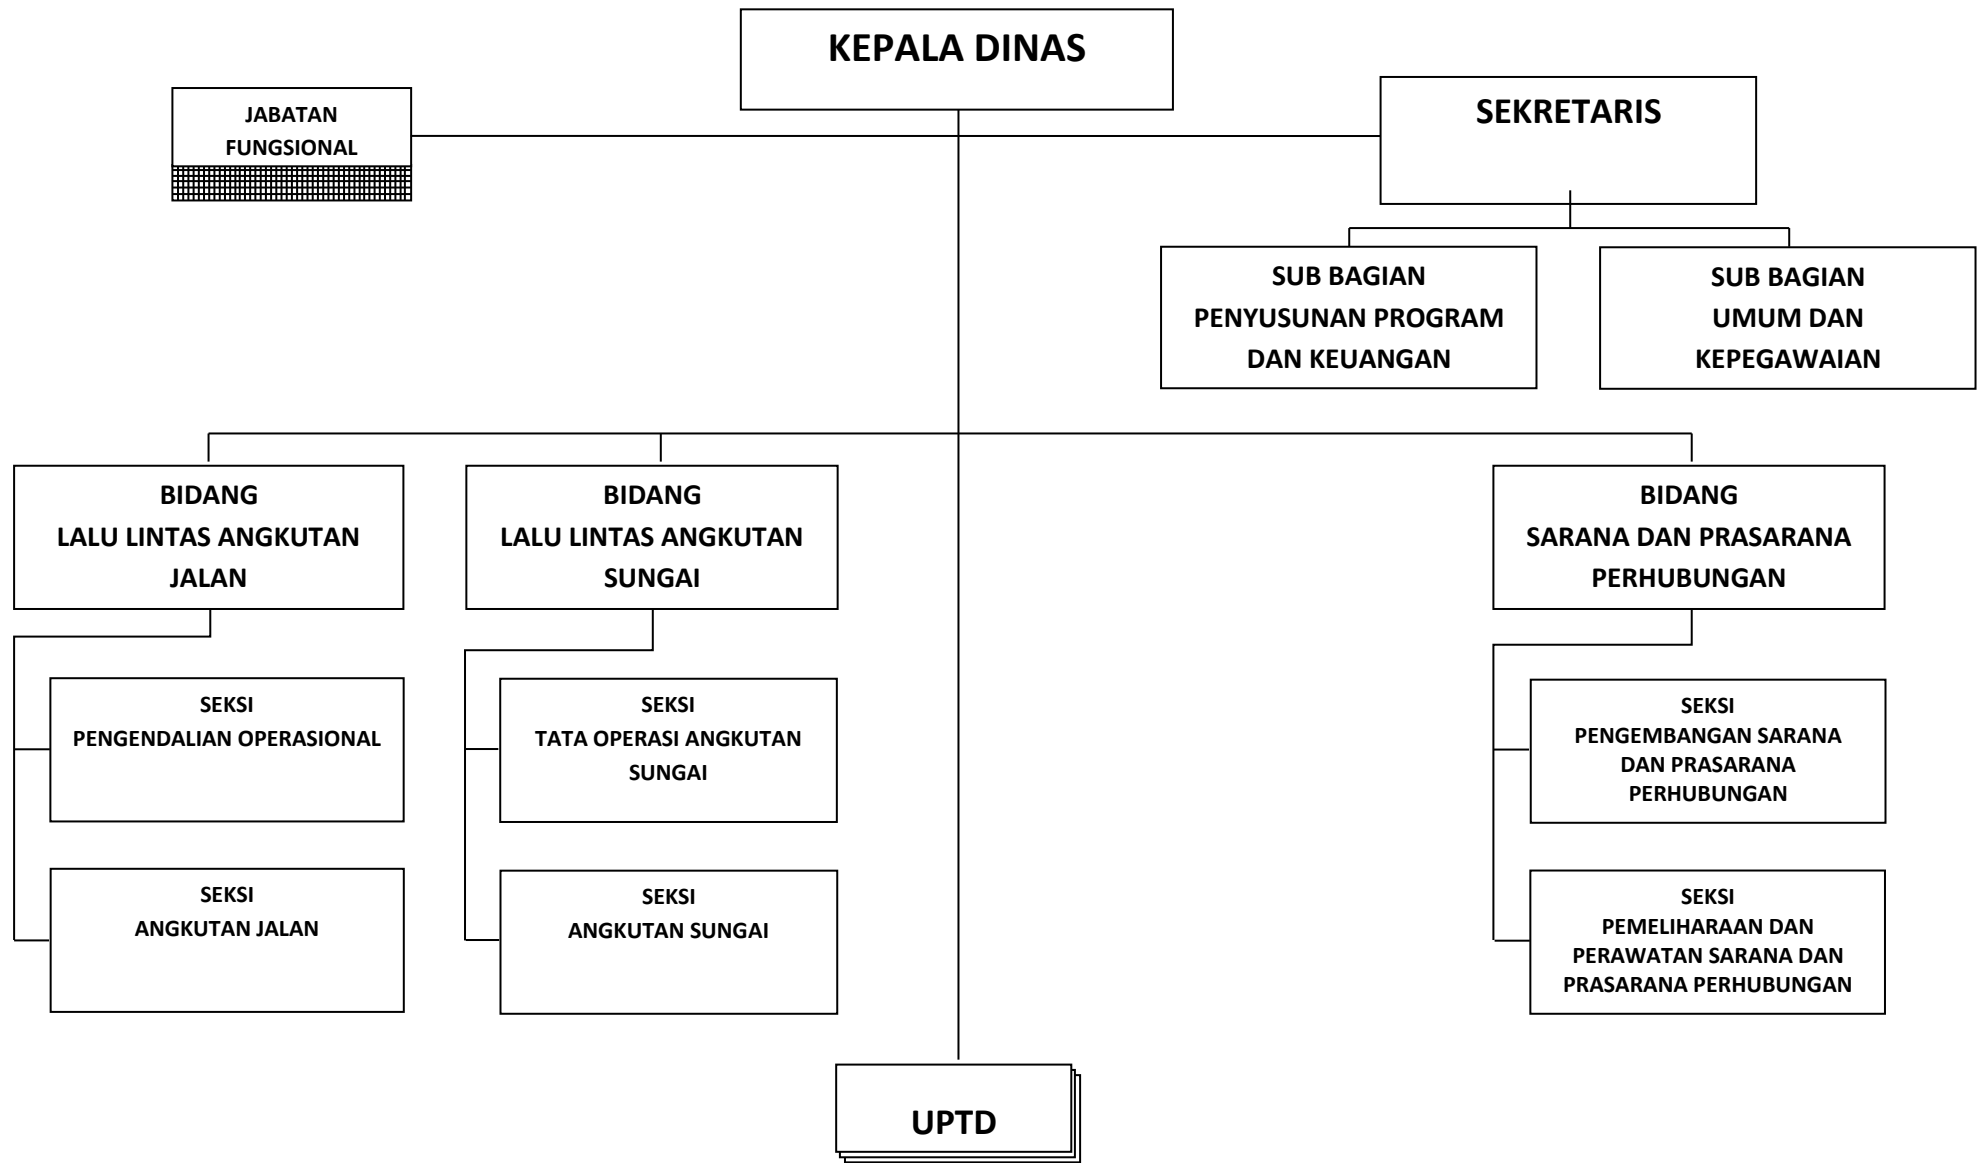 KEPALA DINAS
JABATAN
FUNGSIONAL
SEKRETARIS
SUB BAGIAN
PENYUSUNAN PROGRAM
DAN KEUANGAN
SUB BAGIAN
UMUM DAN
KEPEGAWAIAN
BIDANG
LALU LINTAS ANGKUTAN
JALAN
BIDANG
LALU LINTAS ANGKUTAN
SUNGAI
BIDANG
SARANA DAN PRASARANA
PERHUBUNGAN
SEKSI
PENGENDALIAN OPERASIONAL
SEKSI
TATA OPERASI ANGKUTAN
SUNGAI
SEKSI
PENGEMBANGAN SARANA
DAN PRASARANA
PERHUBUNGAN
SEKSI
ANGKUTAN JALAN
SEKSI
ANGKUTAN SUNGAI
SEKSI
PEMELIHARAAN DAN
PERAWATAN SARANA DAN
PRASARANA PERHUBUNGAN
UPTD